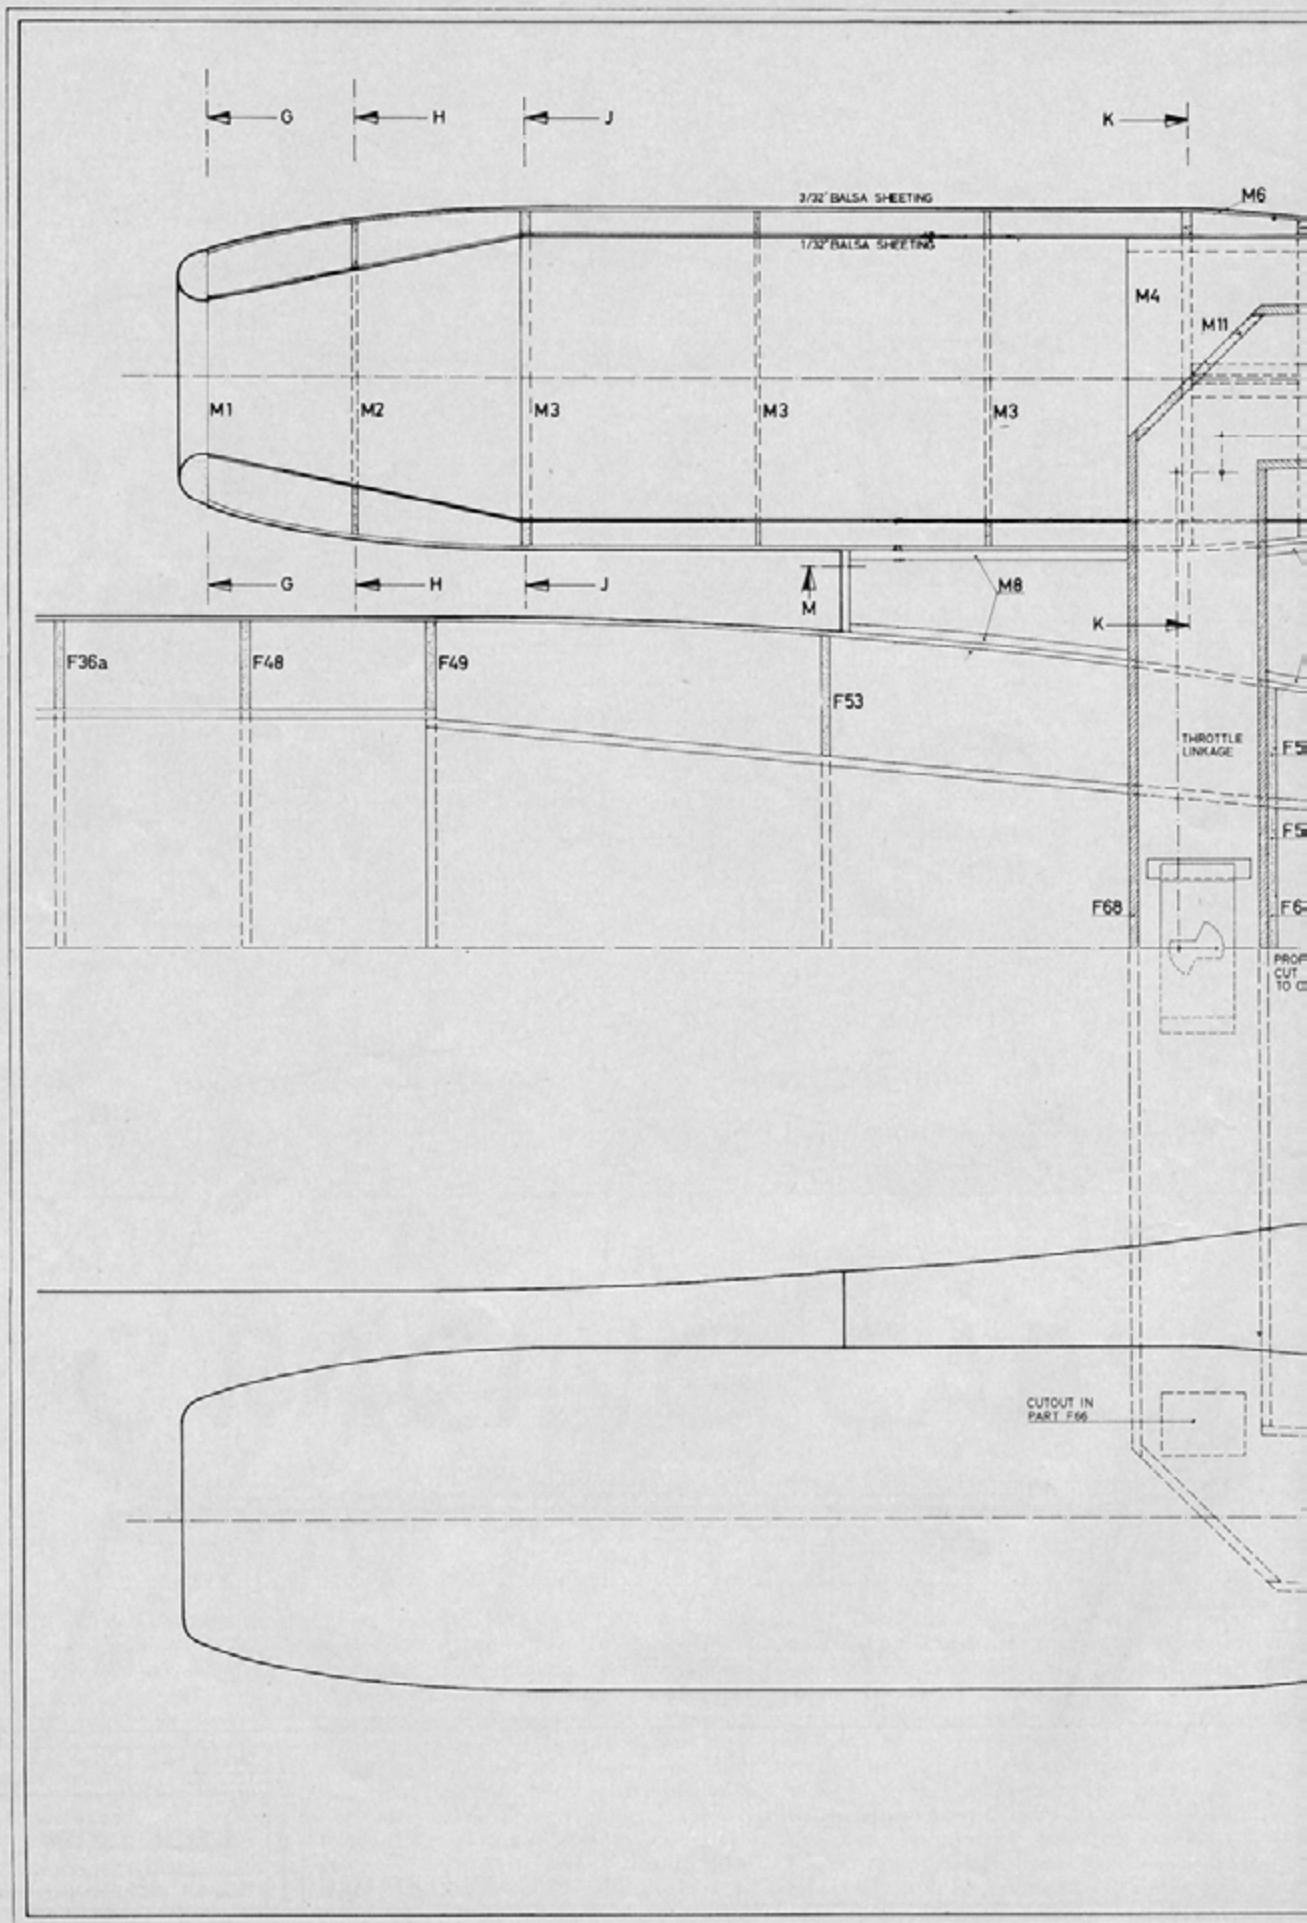 G
H
J
K
3/32" BALSA SHEETING
M6
1/32" BALSA SHEETING
M4
M11
M1
M2
M3
M3
M3
G
H
J
M
M8
K
F36a
F48
F49
F53
THROTTLE
LINKAGE
F68
CUT
CUTOUT IN
PART F66